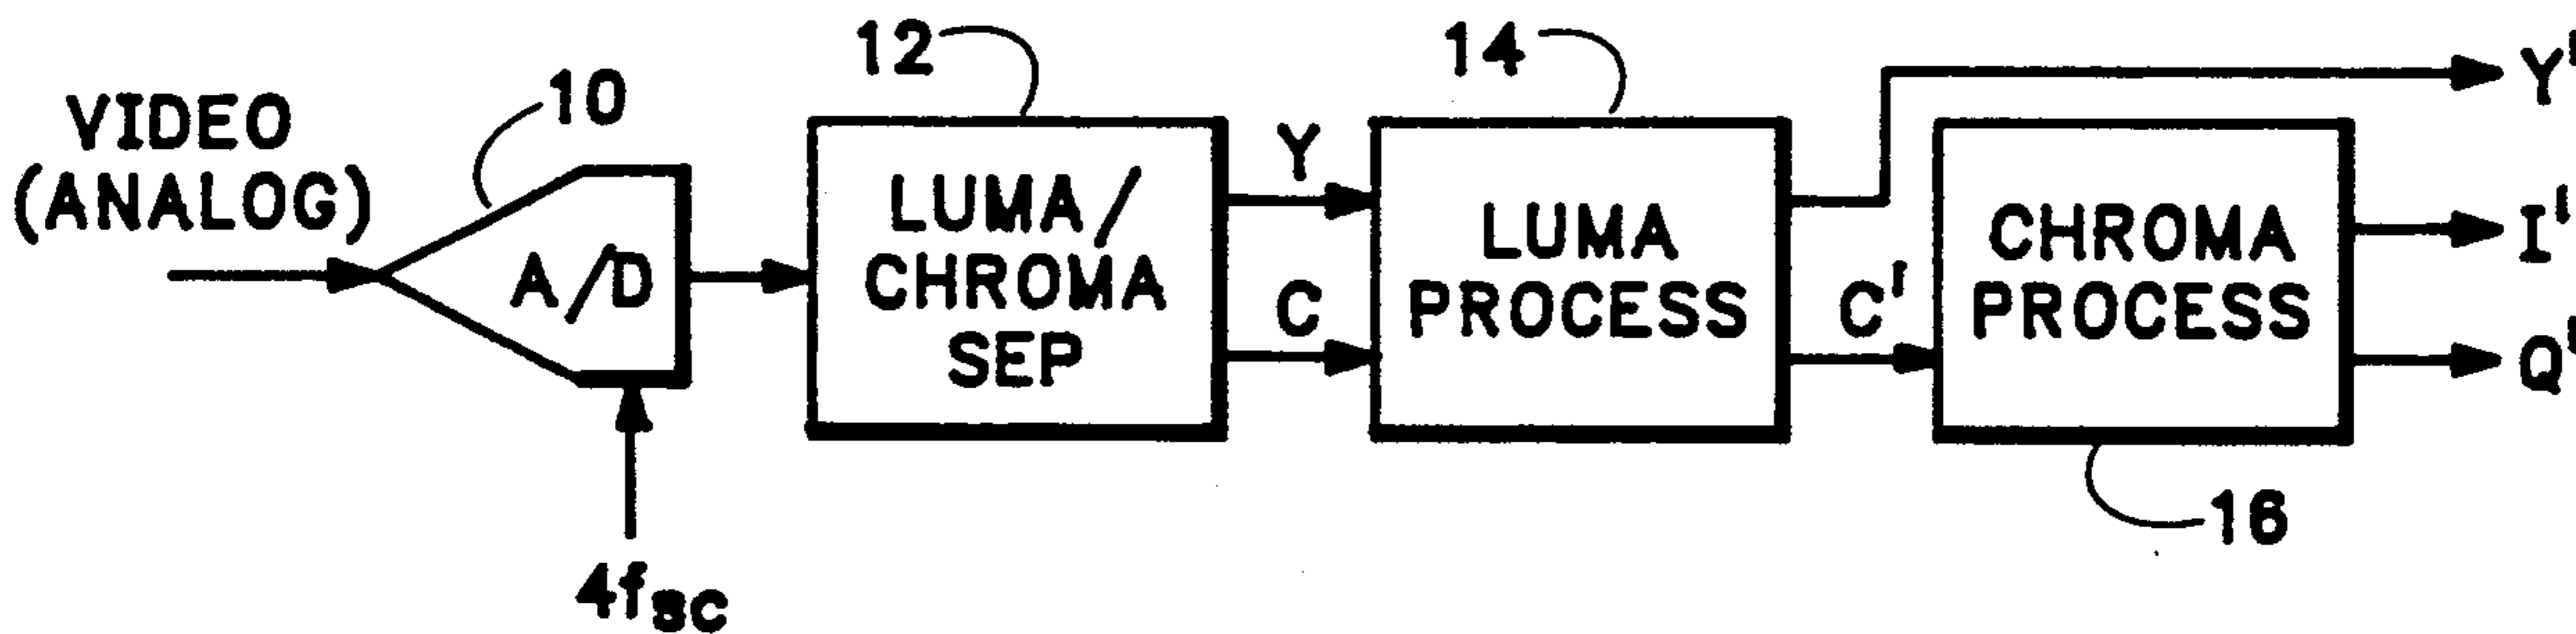 VIDEO
(ANALOG)
10
A/D
4fsc
12
LUMA/
CHROMA
SEP
Y
C
14
LUMA
PROCESS
C'
CHROMA
PROCESS
16
Y'
I'
Q'